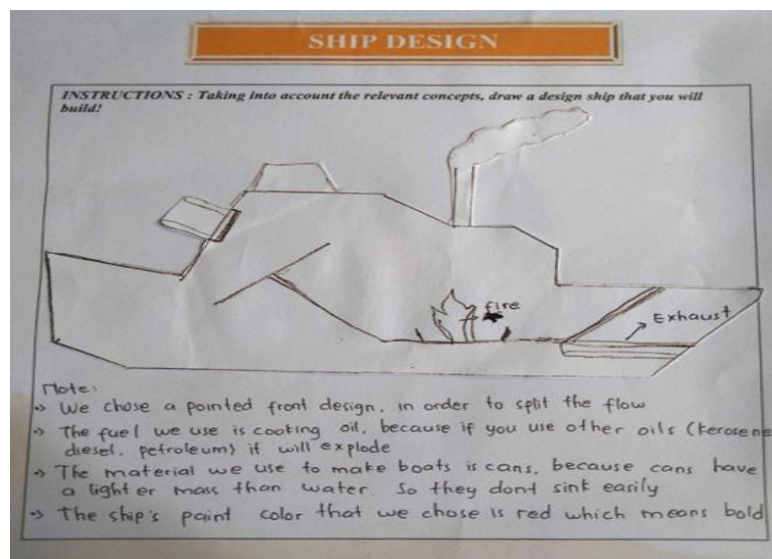 SHIP DESIGN
INSTRUCTIONS : Taking into account the relevant concepts, draw a design ship that you will
build!
fire
Exhaust
Note:
-> We chose a pointed front design, in order to split the flow
-> The fuel we use is cooking oil, because if you use other oils (kerosene
diesel, petroleum) it will explode
-> The material we use to make boats is cans, because cans have
a lighter mass than water. So they dont sink easily
-> The ship's paint color that we chose is red which means bold